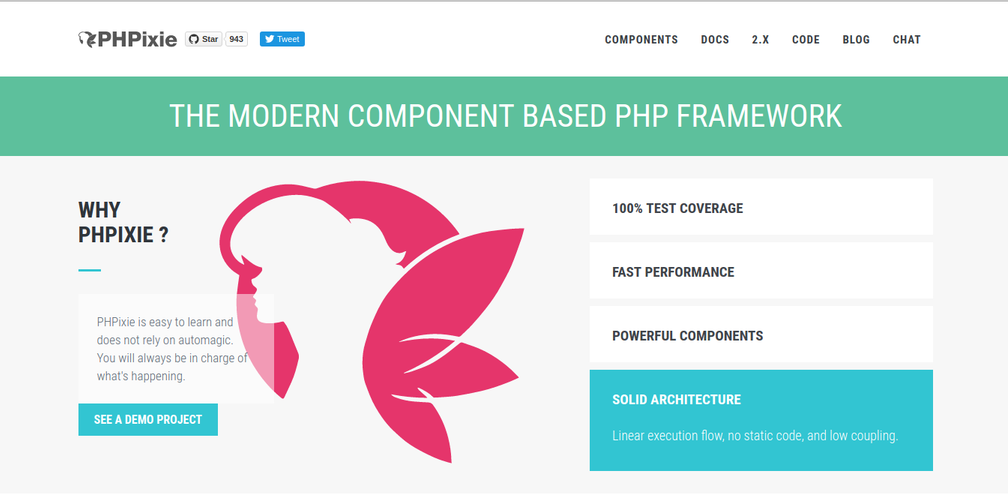 PHPixie
Star 943
Tweet
COMPONENTS DOCS 2.X CODE BLOG CHAT
THE MODERN COMPONENT BASED PHP FRAMEWORK
WHY
PHPIXIE ?
PHPixie is easy to learn and
does not rely on automagic.
You will always be in charge of
what's happening.
SEE A DEMO PROJECT
100% TEST COVERAGE
FAST PERFORMANCE
POWERFUL COMPONENTS
SOLID ARCHITECTURE
Linear execution flow, no static code, and low coupling.